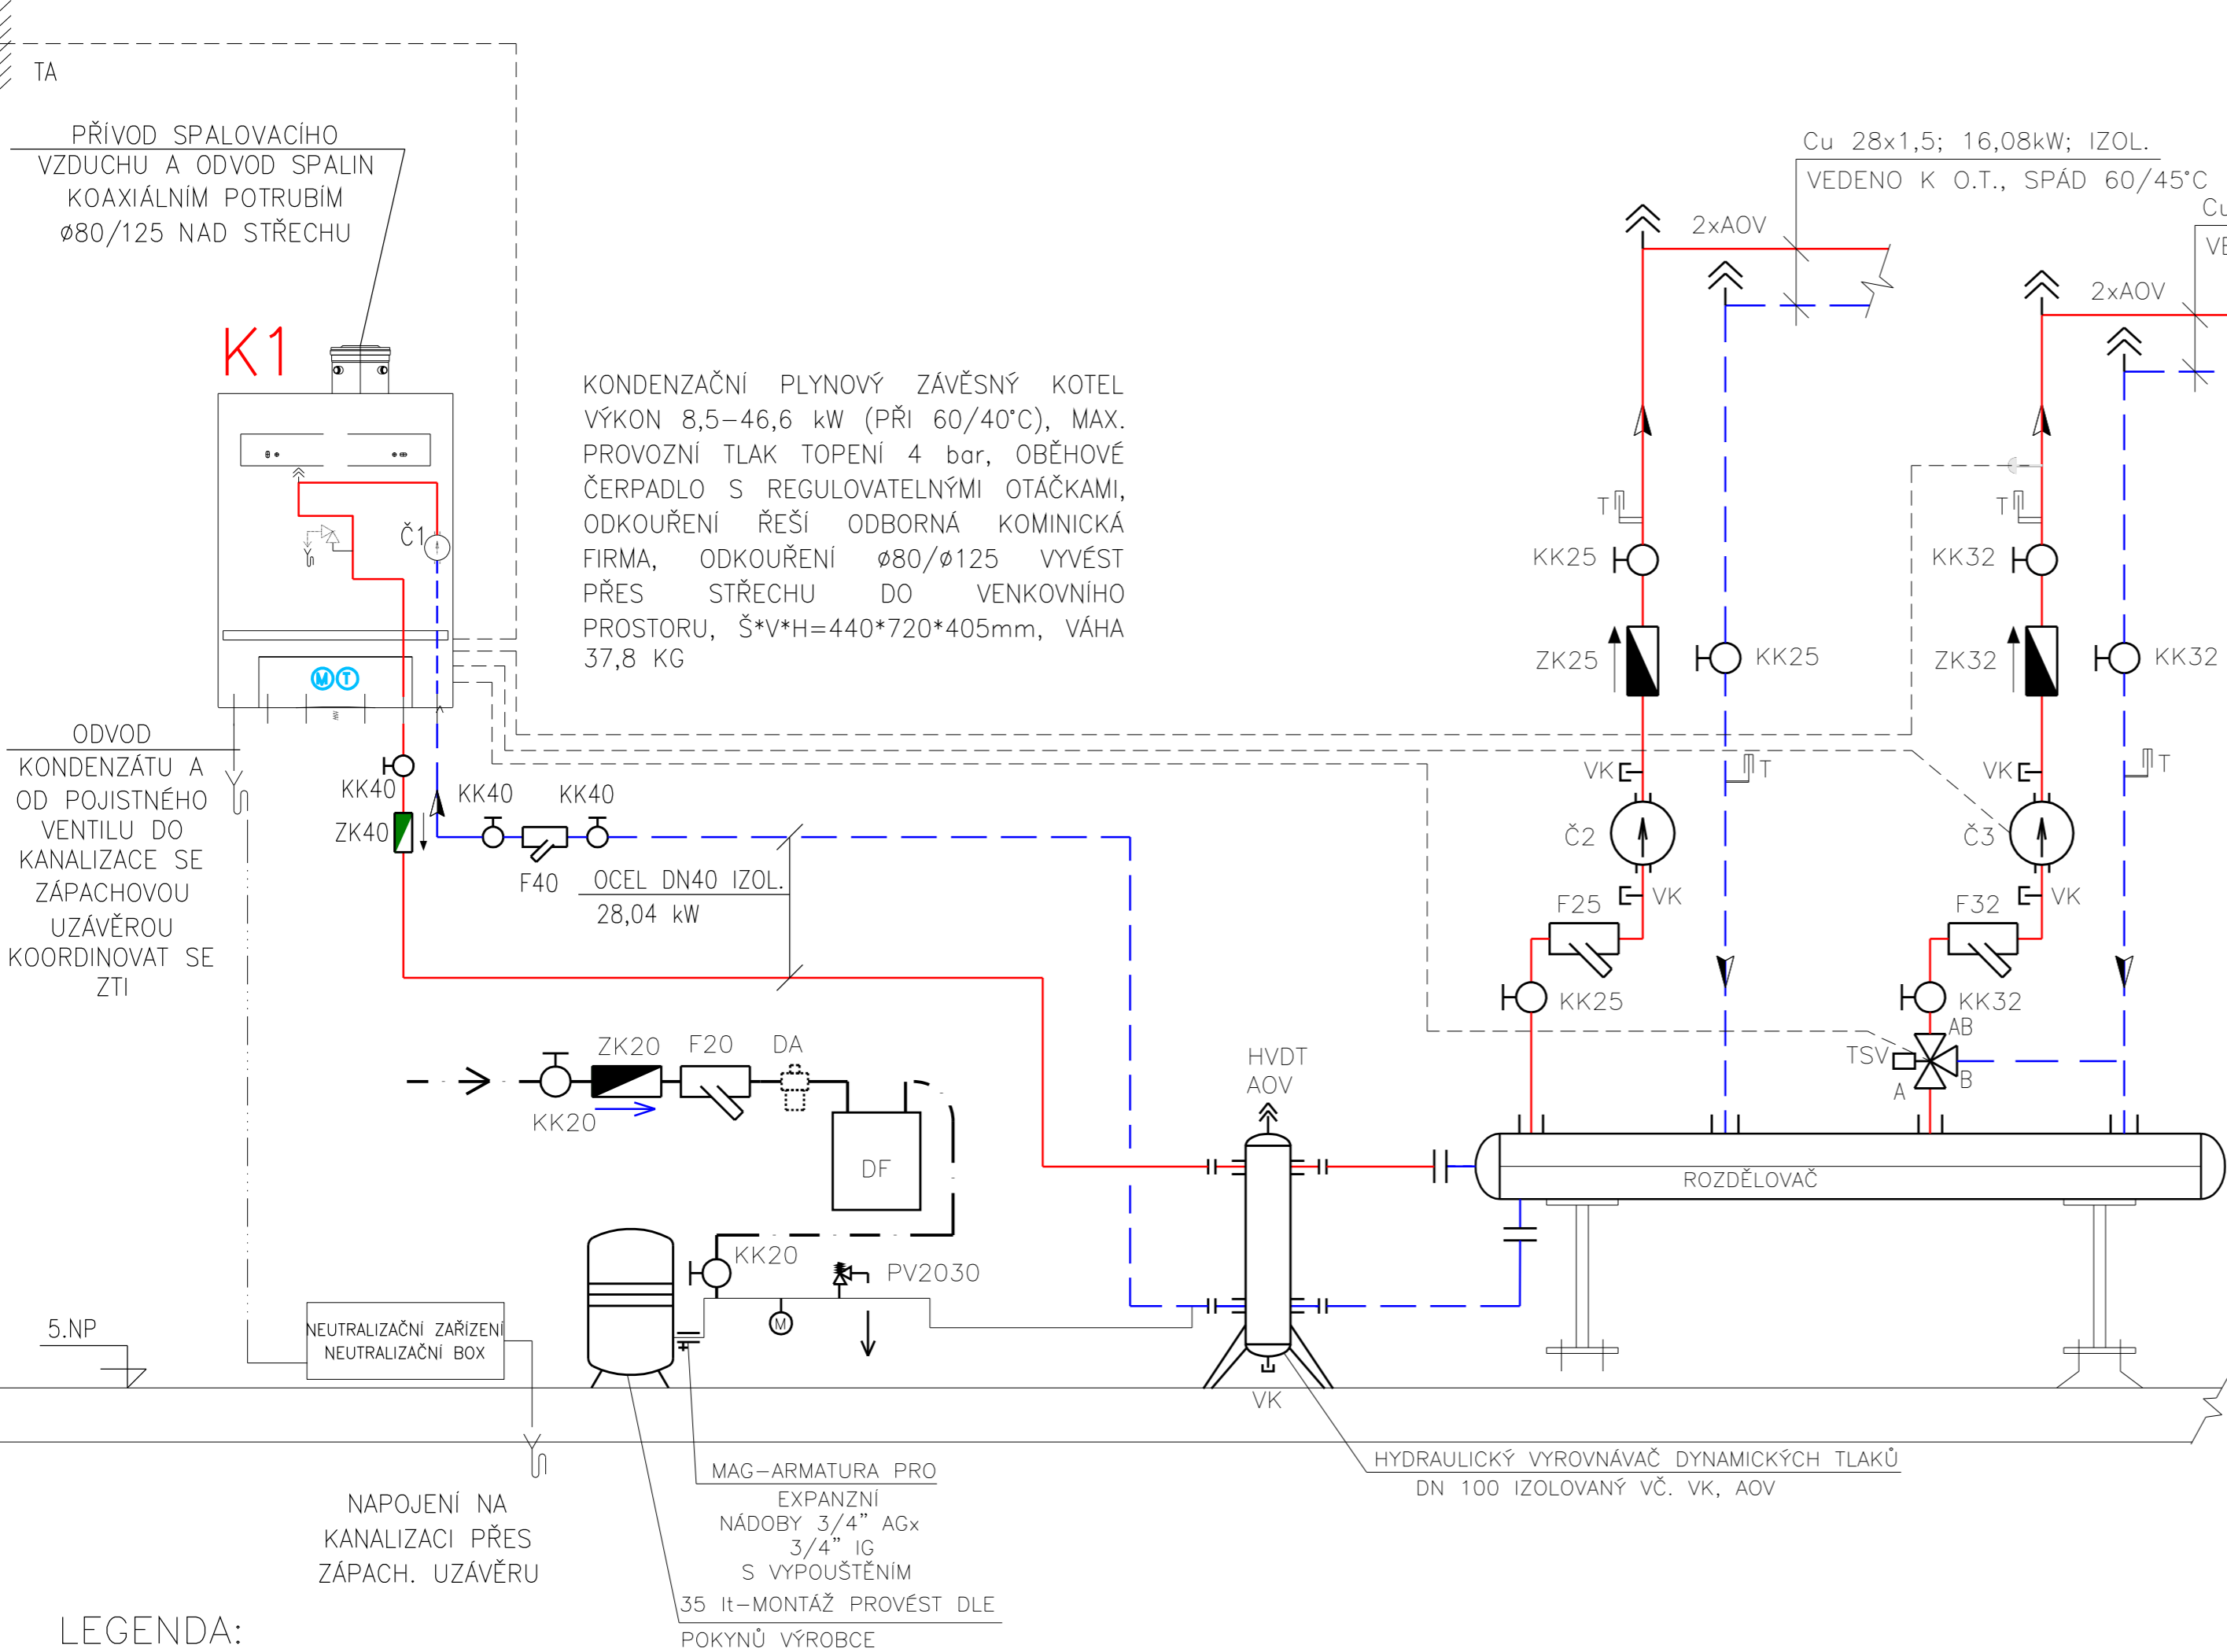 TA
PŘÍVOD SPALOVACÍHO
VZDUCHU A ODVOD SPALIN
KOAXIÁLNÍM POTRUBÍM
ø80/125 NAD STŘECHU
K1
Č1
M T
KONDENZAČNÍ PLYNOVÝ ZÁVĚSNÝ KOTEL
VÝKON 8,5–46,6 kW (PŘI 60/40°C), MAX.
PROVOZNÍ TLAK TOPENÍ 4 bar, OBĚHOVÉ
ČERPADLO S REGULOVATELNÝMI OTÁČKAMI,
ODKOUŘENÍ ŘEŠÍ ODBORNÁ KOMINICKÁ
FIRMA, ODKOUŘENÍ ø80/ø125 VYVÉST
PŘES STŘECHU DO VENKOVNÍHO
PROSTORU, Š*V*H=440*720*405mm, VÁHA
37,8 KG
Cu 28x1,5; 16,08kW; IZOL.
VEDENO K O.T., SPÁD 60/45°C
Cu
VE
2xAOV
2xAOV
T
T
KK25
KK32
ZK25
KK25
ZK32
KK32
VK
T
VK
T
Č2
Č3
VK
VK
F25
F32
KK25
KK32
AB
TSV
B
A
ODVOD
KONDENZÁTU A
OD POJISTNÉHO
VENTILU DO
KANALIZACE SE
ZÁPACHOVOU
UZÁVĚROU
KOORDINOVAT SE
ZTI
KK40
KK40
KK40
ZK40
F40
OCEL DN40 IZOL.
28,04 kW
ZK20
F20
DA
KK20
DF
HVDT
AOV
ROZDĚLOVAČ
KK20
PV2030
M
5.NP
NEUTRALIZAČNÍ ZAŘÍZENÍ
NEUTRALIZAČNÍ BOX
VK
HYDRAULICKÝ VYROVNÁVAČ DYNAMICKÝCH TLAKŮ
DN 100 IZOLOVANÝ VČ. VK, AOV
MAG–ARMATURA PRO
EXPANZNÍ
NÁDOBY 3/4" AGx
3/4" IG
S VYPOUŠTĚNÍM
NAPOJENÍ NA
KANALIZACI PŘES
ZÁPACH. UZÁVĚRU
35 lt–MONTÁŽ PROVÉST DLE
POKYNŮ VÝROBCE
LEGENDA: